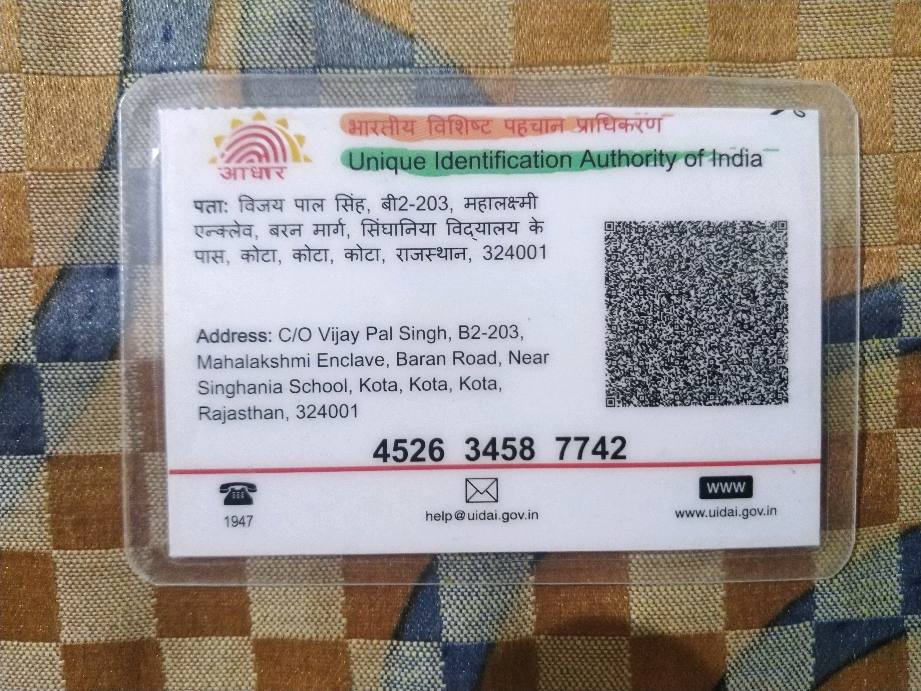 भारतीय विशिष्ट पहचान प्राधिकरण
Unique Identification Authority of India
आधार
पता: विजय पाल सिंह, बी2-203, महालक्ष्मी
एन्क्लेव, बरन मार्ग, सिंघानिया विद्यालय के
पास, कोटा, कोटा, कोटा, राजस्थान, 324001
Address: C/O Vijay Pal Singh, B2-203,
Mahalakshmi Enclave, Baran Road, Near
Singhania School, Kota, Kota, Kota,
Rajasthan, 324001
4526 3458 7742
1947
help@uidai.gov.in
www
www.uidai.gov.in